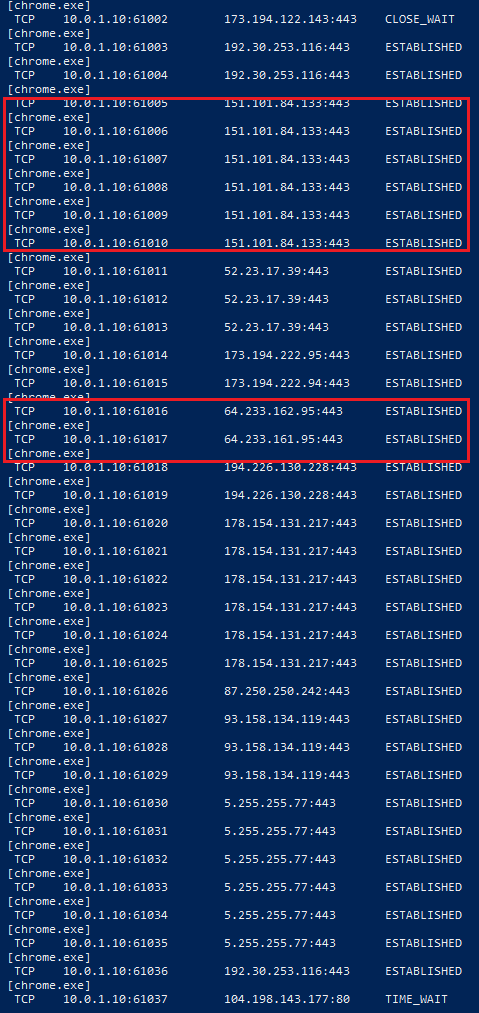 [chrome.exe]
TCP 10.0.1.10:61002 173.194.122.143:443 CLOSE_WAIT
[chrome.exe]
TCP 10.0.1.10:61003 192.30.253.116:443 ESTABLISHED
[chrome.exe]
TCP 10.0.1.10:61004 192.30.253.116:443 ESTABLISHED
[chrome.exe]
TCP 10.0.1.10:61005 151.101.84.133:443 ESTABLISHED
[chrome.exe]
TCP 10.0.1.10:61006 151.101.84.133:443 ESTABLISHED
[chrome.exe]
TCP 10.0.1.10:61007 151.101.84.133:443 ESTABLISHED
[chrome.exe]
TCP 10.0.1.10:61008 151.101.84.133:443 ESTABLISHED
[chrome.exe]
TCP 10.0.1.10:61009 151.101.84.133:443 ESTABLISHED
[chrome.exe]
TCP 10.0.1.10:61010 151.101.84.133:443 ESTABLISHED
[chrome.exe]
TCP 10.0.1.10:61011 52.23.17.39:443 ESTABLISHED
[chrome.exe]
TCP 10.0.1.10:61012 52.23.17.39:443 ESTABLISHED
[chrome.exe]
TCP 10.0.1.10:61013 52.23.17.39:443 ESTABLISHED
[chrome.exe]
TCP 10.0.1.10:61014 173.194.222.95:443 ESTABLISHED
[chrome.exe]
TCP 10.0.1.10:61015 173.194.222.94:443 ESTABLISHED
[chrome.exe]
TCP 10.0.1.10:61016 64.233.162.95:443 ESTABLISHED
[chrome.exe]
TCP 10.0.1.10:61017 64.233.161.95:443 ESTABLISHED
[chrome.exe]
TCP 10.0.1.10:61018 194.226.130.228:443 ESTABLISHED
[chrome.exe]
TCP 10.0.1.10:61019 194.226.130.228:443 ESTABLISHED
[chrome.exe]
TCP 10.0.1.10:61020 178.154.131.217:443 ESTABLISHED
[chrome.exe]
TCP 10.0.1.10:61021 178.154.131.217:443 ESTABLISHED
[chrome.exe]
TCP 10.0.1.10:61022 178.154.131.217:443 ESTABLISHED
[chrome.exe]
TCP 10.0.1.10:61023 178.154.131.217:443 ESTABLISHED
[chrome.exe]
TCP 10.0.1.10:61024 178.154.131.217:443 ESTABLISHED
[chrome.exe]
TCP 10.0.1.10:61025 178.154.131.217:443 ESTABLISHED
[chrome.exe]
TCP 10.0.1.10:61026 87.250.250.242:443 ESTABLISHED
[chrome.exe]
TCP 10.0.1.10:61027 93.158.134.119:443 ESTABLISHED
[chrome.exe]
TCP 10.0.1.10:61028 93.158.134.119:443 ESTABLISHED
[chrome.exe]
TCP 10.0.1.10:61029 93.158.134.119:443 ESTABLISHED
[chrome.exe]
TCP 10.0.1.10:61030 5.255.255.77:443 ESTABLISHED
[chrome.exe]
TCP 10.0.1.10:61031 5.255.255.77:443 ESTABLISHED
[chrome.exe]
TCP 10.0.1.10:61032 5.255.255.77:443 ESTABLISHED
[chrome.exe]
TCP 10.0.1.10:61033 5.255.255.77:443 ESTABLISHED
[chrome.exe]
TCP 10.0.1.10:61034 5.255.255.77:443 ESTABLISHED
[chrome.exe]
TCP 10.0.1.10:61035 5.255.255.77:443 ESTABLISHED
[chrome.exe]
TCP 10.0.1.10:61036 192.30.253.116:443 ESTABLISHED
[chrome.exe]
TCP 10.0.1.10:61037 104.198.143.177:80 TIME_WAIT